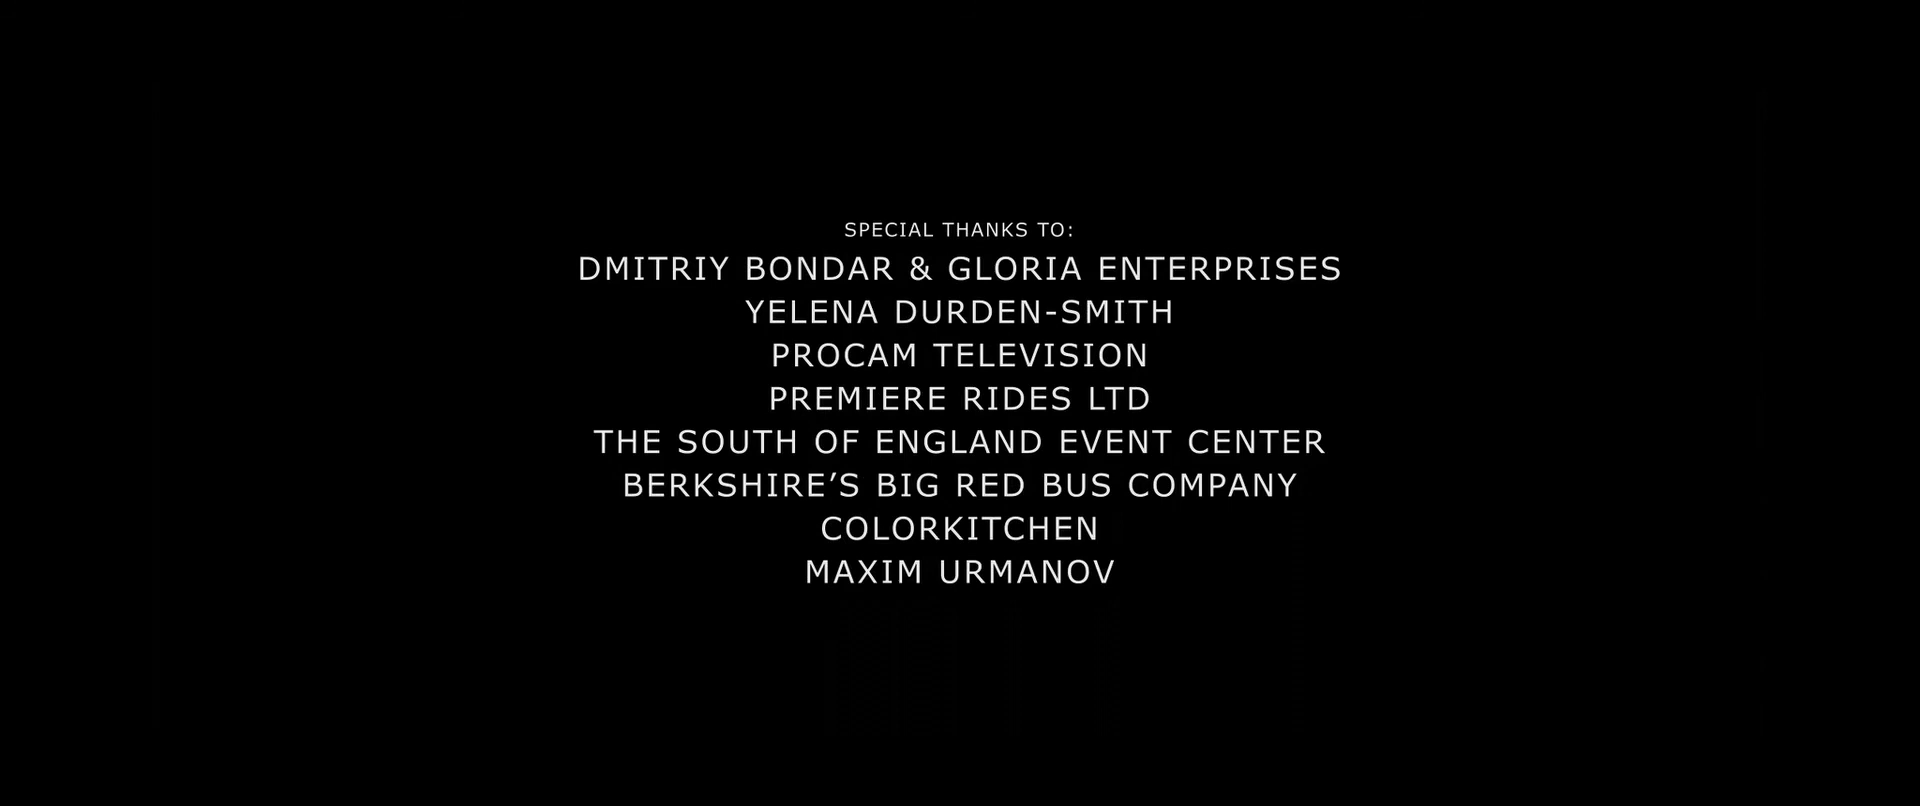 SPECIAL THANKS TO:
DMITRIY BONDAR & GLORIA ENTERPRISES
YELENA DURDEN-SMITH
PROCAM TELEVISION
PREMIERE RIDES LTD
THE SOUTH OF ENGLAND EVENT CENTER
BERKSHIRE’S BIG RED BUS COMPANY
COLORKITCHEN
MAXIM URMANOV